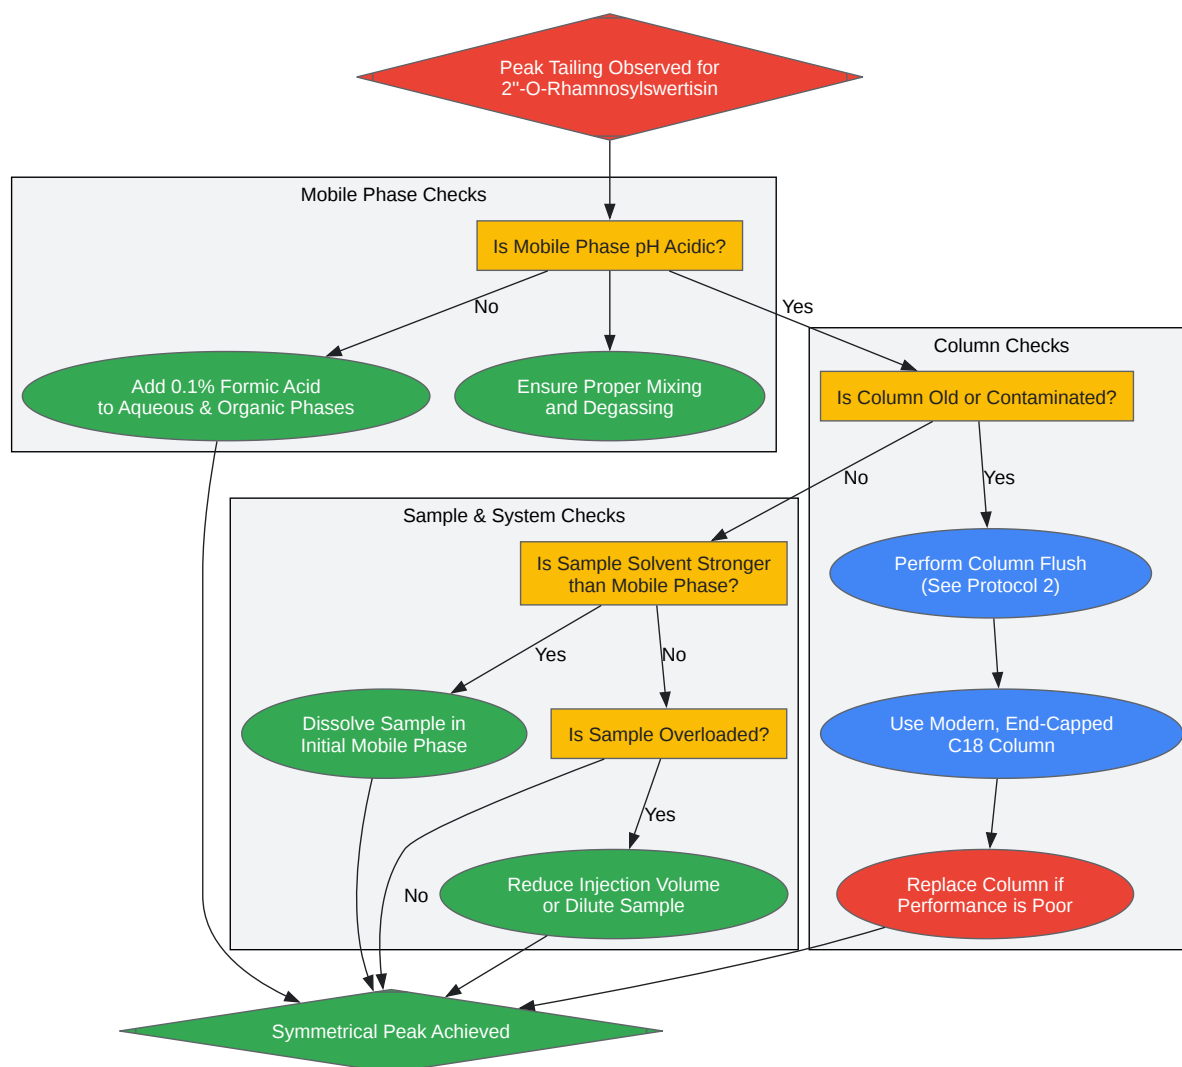 Peak Tailing Observed for
2"-O-Rhamnosylswertisin
Mobile Phase Checks
Is Mobile Phase pH Acidic?
No
Yes
Add 0.1% Formic Acid
to Aqueous & Organic Phases
Ensure Proper Mixing
and Degassing
Column Checks
Is Column Old or Contaminated?
No
Yes
Sample & System Checks
Is Sample Solvent Stronger
than Mobile Phase?
Perform Column Flush
(See Protocol 2)
Yes
No
Dissolve Sample in
Initial Mobile Phase
Is Sample Overloaded?
Use Modern, End-Capped
C18 Column
Yes
No
Reduce Injection Volume
or Dilute Sample
Replace Column if
Performance is Poor
Symmetrical Peak Achieved